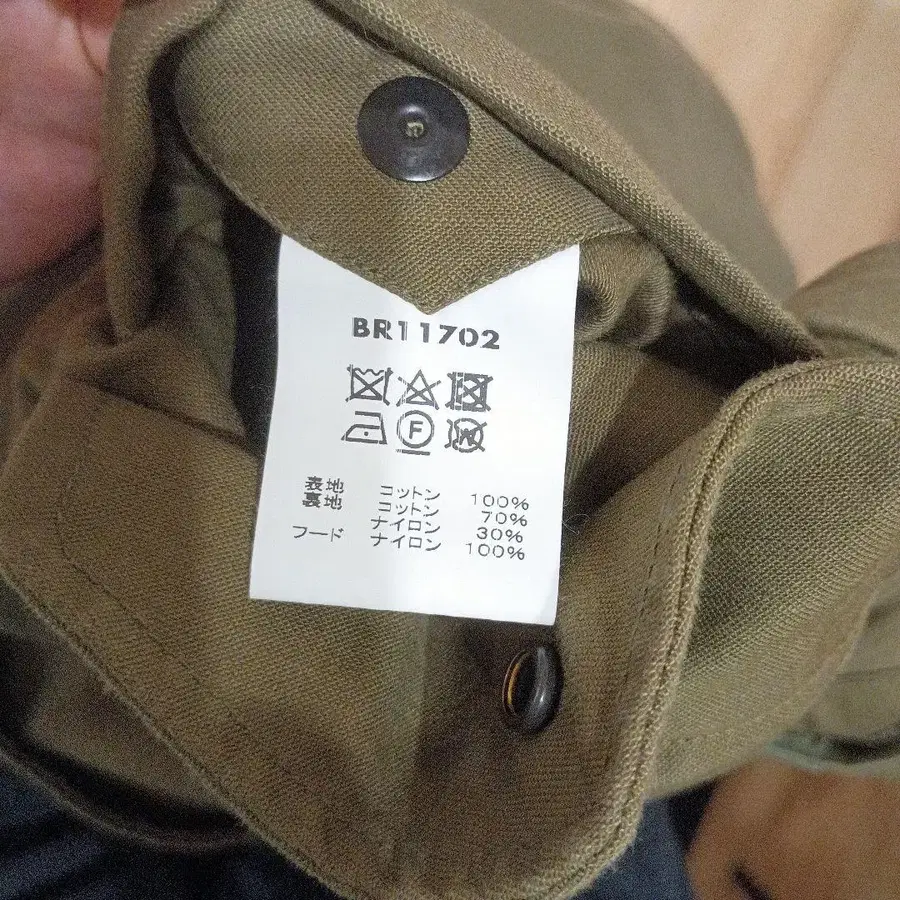 BR11702
F W
表地 コットン 100%
裏地 コットン 70%
ナイロン 30%
フード ナイロン 100%